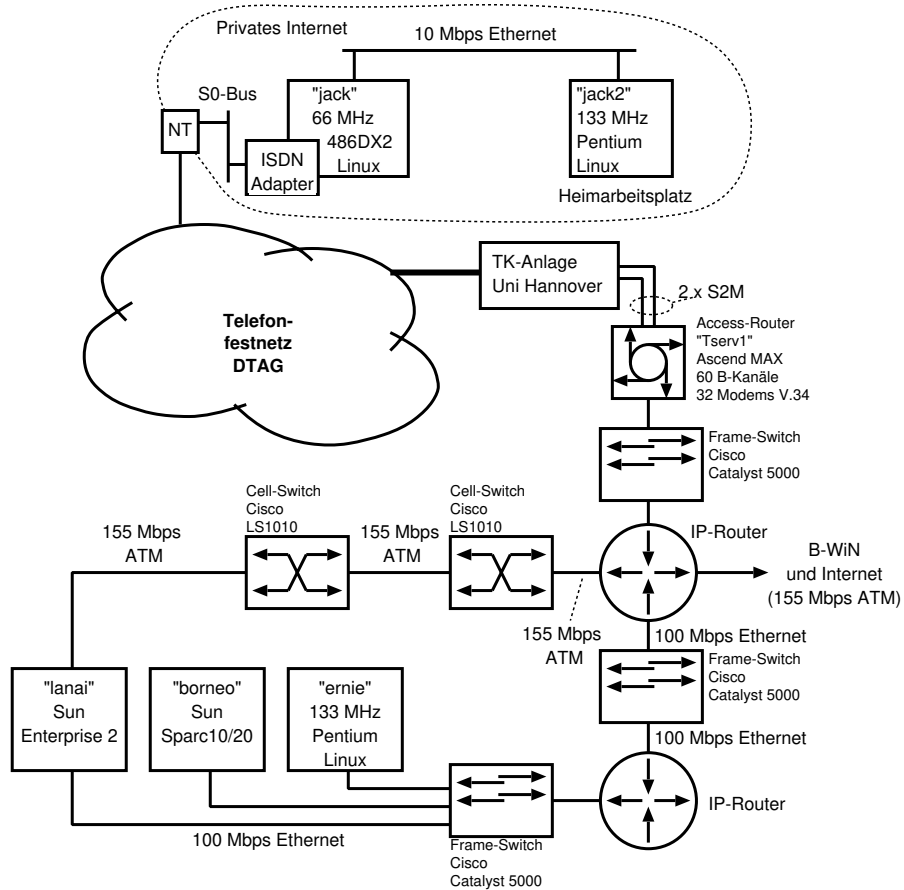 Privates Internet
10 Mbps Ethernet
S0-Bus
"jack"
66 MHz
486DX2
Linux
"jack2"
133 MHz
Pentium
Linux
NT
ISDN
Adapter
Heimarbeitsplatz
TK-Anlage
Uni Hannover
2 x S2M
Telefon-
festnetz
DTAG
Access-Router
"Tserv1"
Ascend MAX
60 B-Kanäle
32 Modems V.34
Frame-Switch
Cisco
Catalyst 5000
Cell-Switch
Cisco
LS1010
Cell-Switch
Cisco
LS1010
155 Mbps
ATM
155 Mbps
ATM
IP-Router
B-WiN
und Internet
(155 Mbps ATM)
155 Mbps
ATM
100 Mbps Ethernet
Frame-Switch
Cisco
Catalyst 5000
"lanai"
Sun
Enterprise 2
"borneo"
Sun
Sparc10/20
"ernie"
133 MHz
Pentium
Linux
100 Mbps Ethernet
IP-Router
100 Mbps Ethernet
Frame-Switch
Cisco
Catalyst 5000